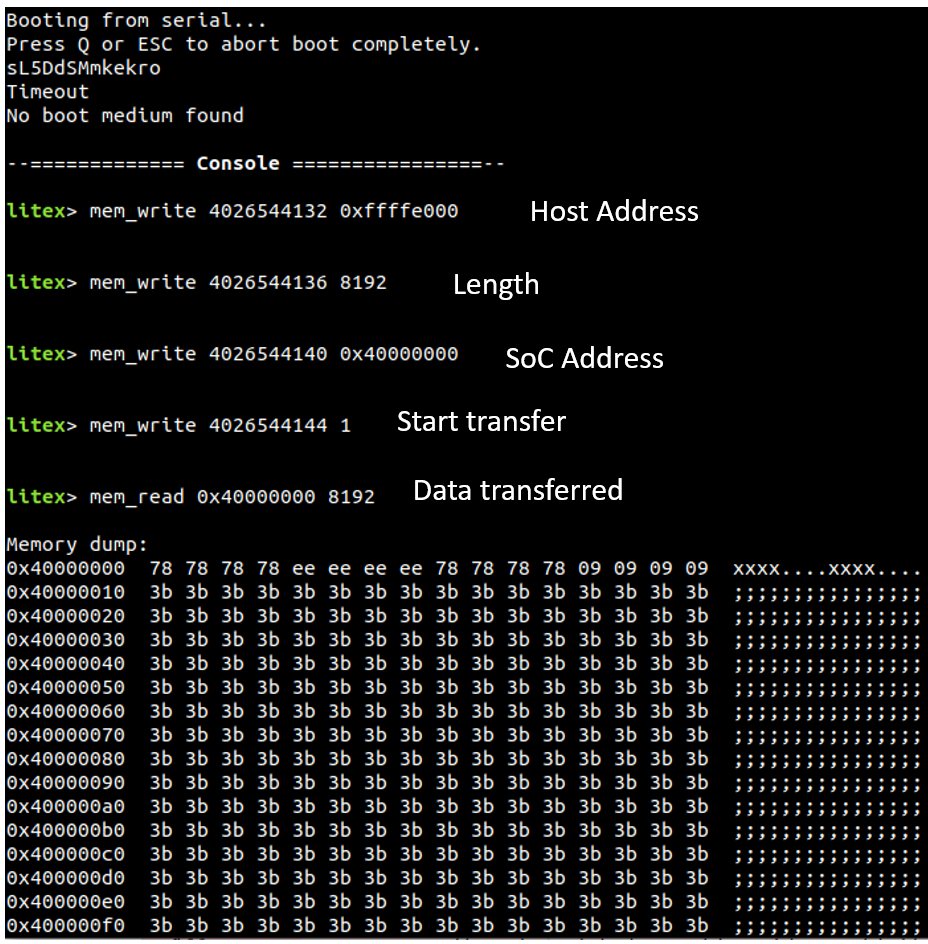 Booting from serial...
Press Q or ESC to abort boot completely.
sL5DdSMmkekro
Timeout
No boot medium found
--============= Console ================--
litex> mem_write 4026544132 0xffffe000 Host Address
litex> mem_write 4026544136 8192 Length
litex> mem_write 4026544140 0x40000000 SoC Address
litex> mem_write 4026544144 1 Start transfer
litex> mem_read 0x40000000 8192 Data transferred
Memory dump:
0x40000000 78 78 78 78 ee ee ee ee 78 78 78 78 09 09 09 09 xxxx....xxxx....
0x40000010 3b 3b 3b 3b 3b 3b 3b 3b 3b 3b 3b 3b 3b 3b 3b 3b ;;;;;;;;;;;;;;;;
0x40000020 3b 3b 3b 3b 3b 3b 3b 3b 3b 3b 3b 3b 3b 3b 3b 3b ;;;;;;;;;;;;;;;;
0x40000030 3b 3b 3b 3b 3b 3b 3b 3b 3b 3b 3b 3b 3b 3b 3b 3b ;;;;;;;;;;;;;;;;
0x40000040 3b 3b 3b 3b 3b 3b 3b 3b 3b 3b 3b 3b 3b 3b 3b 3b ;;;;;;;;;;;;;;;;
0x40000050 3b 3b 3b 3b 3b 3b 3b 3b 3b 3b 3b 3b 3b 3b 3b 3b ;;;;;;;;;;;;;;;;
0x40000060 3b 3b 3b 3b 3b 3b 3b 3b 3b 3b 3b 3b 3b 3b 3b 3b ;;;;;;;;;;;;;;;;
0x40000070 3b 3b 3b 3b 3b 3b 3b 3b 3b 3b 3b 3b 3b 3b 3b 3b ;;;;;;;;;;;;;;;;
0x40000080 3b 3b 3b 3b 3b 3b 3b 3b 3b 3b 3b 3b 3b 3b 3b 3b ;;;;;;;;;;;;;;;;
0x40000090 3b 3b 3b 3b 3b 3b 3b 3b 3b 3b 3b 3b 3b 3b 3b 3b ;;;;;;;;;;;;;;;;
0x400000a0 3b 3b 3b 3b 3b 3b 3b 3b 3b 3b 3b 3b 3b 3b 3b 3b ;;;;;;;;;;;;;;;;
0x400000b0 3b 3b 3b 3b 3b 3b 3b 3b 3b 3b 3b 3b 3b 3b 3b 3b ;;;;;;;;;;;;;;;;
0x400000c0 3b 3b 3b 3b 3b 3b 3b 3b 3b 3b 3b 3b 3b 3b 3b 3b ;;;;;;;;;;;;;;;;
0x400000d0 3b 3b 3b 3b 3b 3b 3b 3b 3b 3b 3b 3b 3b 3b 3b 3b ;;;;;;;;;;;;;;;;
0x400000e0 3b 3b 3b 3b 3b 3b 3b 3b 3b 3b 3b 3b 3b 3b 3b 3b ;;;;;;;;;;;;;;;;
0x400000f0 3b 3b 3b 3b 3b 3b 3b 3b 3b 3b 3b 3b 3b 3b 3b 3b ;;;;;;;;;;;;;;;;